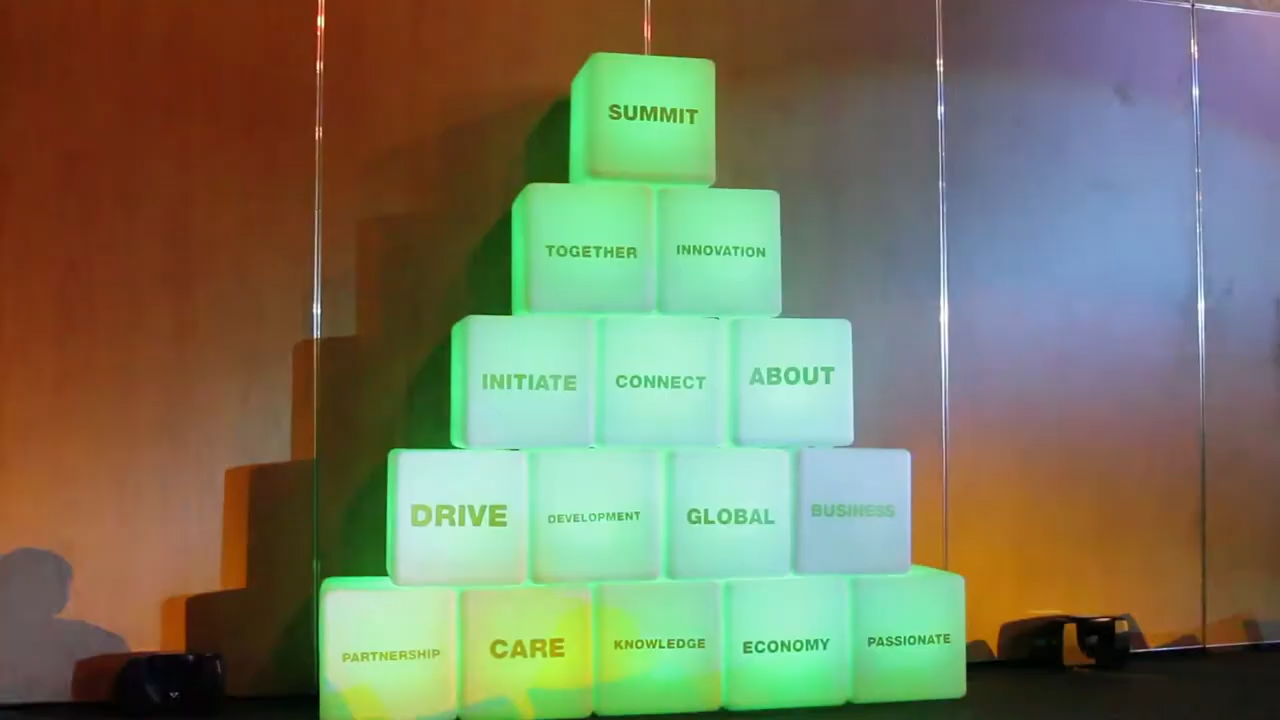 SUMMIT
TOGETHER INNOVATION
INITIATE CONNECT ABOUT
DRIVE DEVELOPMENT GLOBAL BUSINESS
PARTNERSHIP CARE KNOWLEDGE ECONOMY PASSIONATE